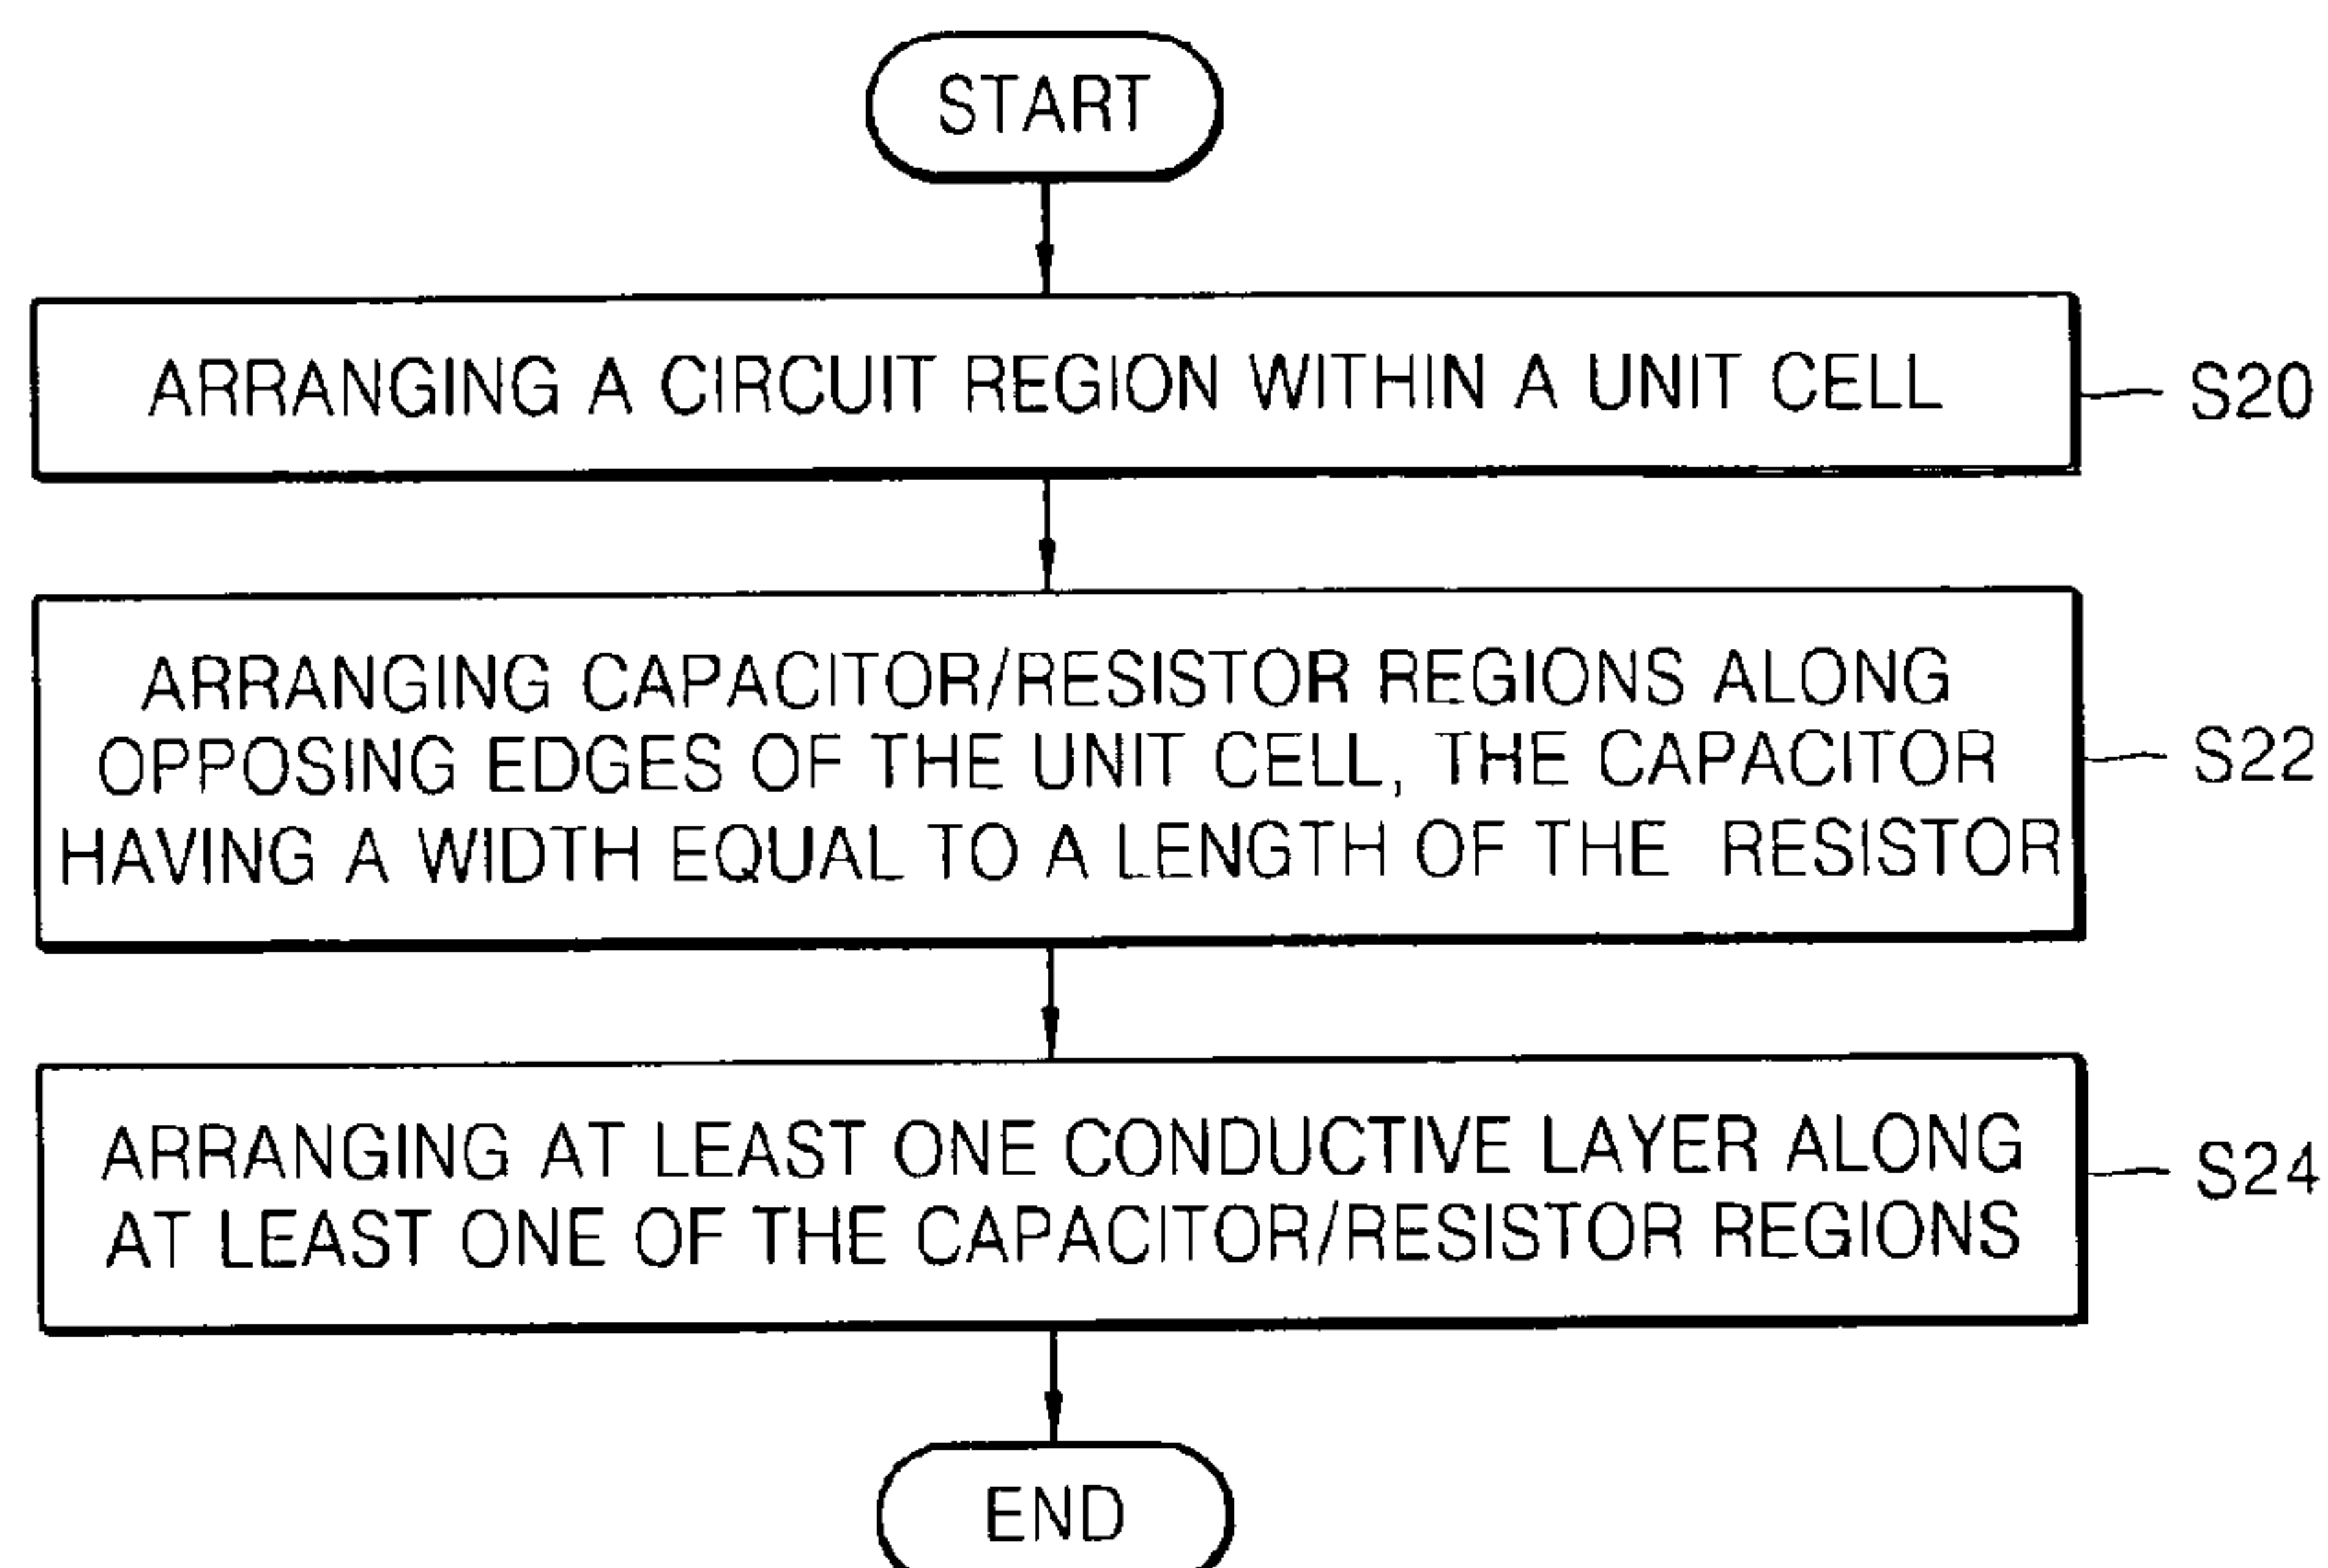 START
ARRANGING A CIRCUIT REGION WITHIN A UNIT CELL
S20
ARRANGING CAPACITOR/RESISTOR REGIONS ALONG
OPPOSING EDGES OF THE UNIT CELL, THE CAPACITOR
HAVING A WIDTH EQUAL TO A LENGTH OF THE RESISTOR
S22
ARRANGING AT LEAST ONE CONDUCTIVE LAYER ALONG
AT LEAST ONE OF THE CAPACITOR/RESISTOR REGIONS
S24
END